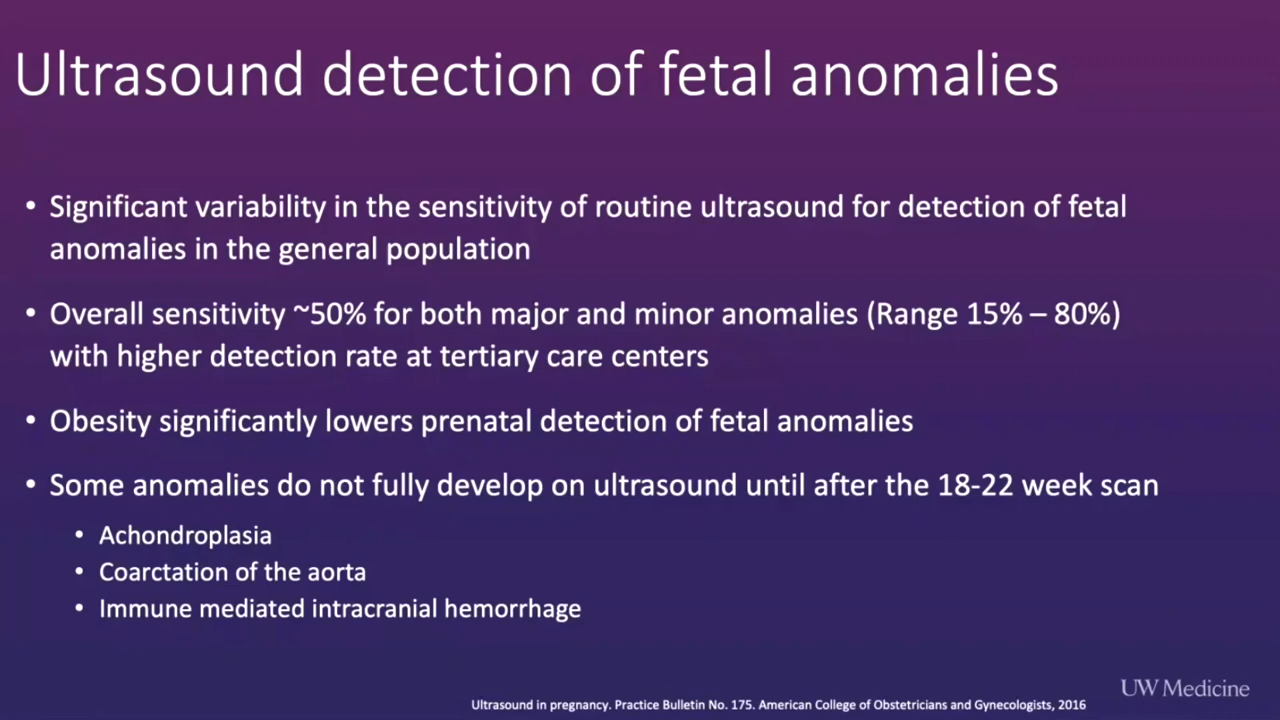 Ultrasound detection of fetal anomalies
• Significant variability in the sensitivity of routine ultrasound for detection of fetal
anomalies in the general population
• Overall sensitivity ~50% for both major and minor anomalies (Range 15% – 80%)
with higher detection rate at tertiary care centers
• Obesity significantly lowers prenatal detection of fetal anomalies
• Some anomalies do not fully develop on ultrasound until after the 18-22 week scan
• Achondroplasia
• Coarctation of the aorta
• Immune mediated intracranial hemorrhage
UW Medicine
Ultrasound in pregnancy. Practice Bulletin No. 175. American College of Obstetricians and Gynecologists, 2016